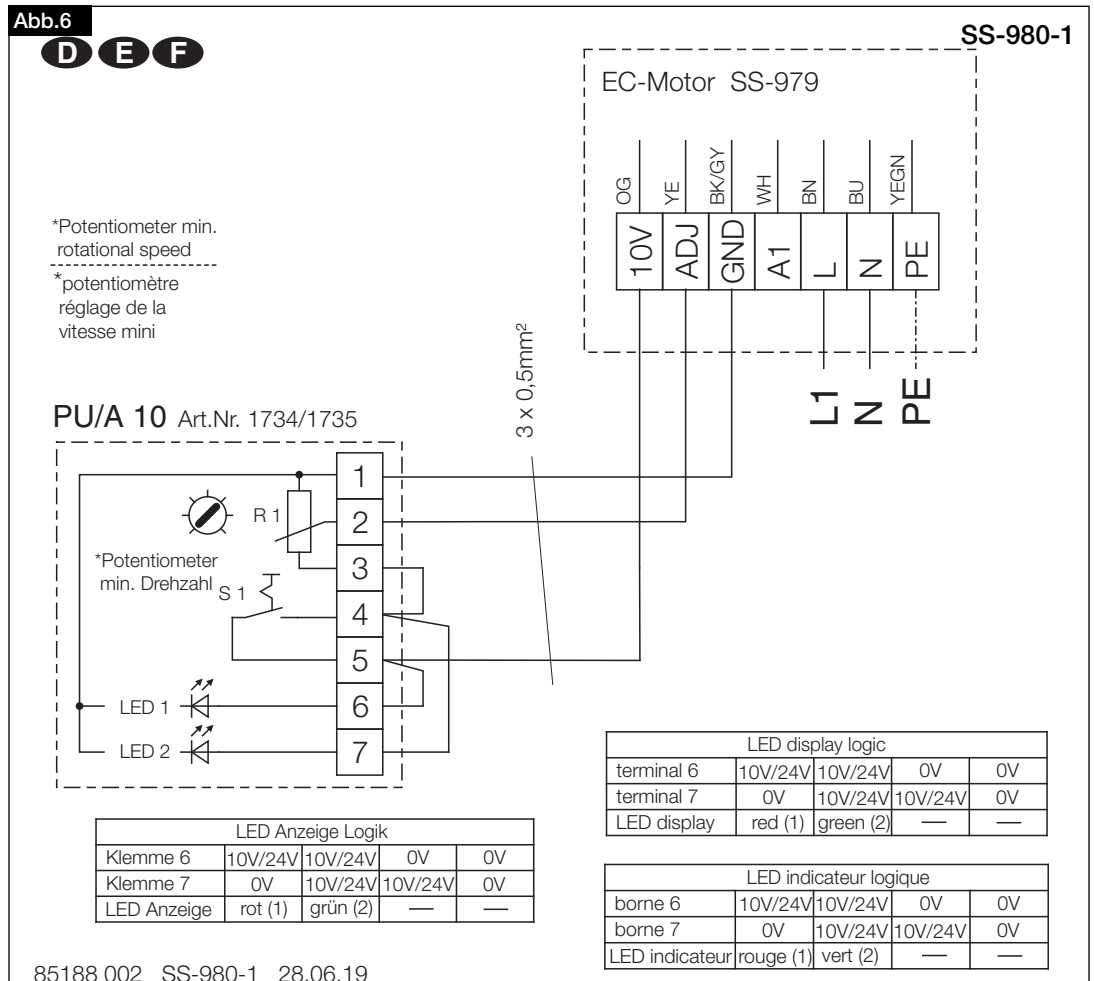 Abb.6
D E F
SS-980-1
EC-Motor SS-979
OG YE BK/GY WH BN BU YEGN
10V ADJ GND A1 L N PE
L1 N PE
*Potentiometer min.
rotational speed
*potentiomètre
réglage de la
vitesse mini
3 x 0,5mm²
PU/A 10 Art.Nr. 1734/1735
1
R 1
2
*Potentiometer
min. Drehzahl
3
S 1
4
5
LED 1
6
LED 2
7
LED display logic
terminal 6 10V/24V 10V/24V 0V 0V
terminal 7 0V 10V/24V 10V/24V 0V
LED display red (1) green (2) — —
LED Anzeige Logik
Klemme 6 10V/24V 10V/24V 0V 0V
Klemme 7 0V 10V/24V 10V/24V 0V
LED Anzeige rot (1) grün (2) — —
LED indicateur logique
borne 6 10V/24V 10V/24V 0V 0V
borne 7 0V 10V/24V 10V/24V 0V
LED indicateur rouge (1) vert (2) — —
85188 002 SS-980-1 28.06.19